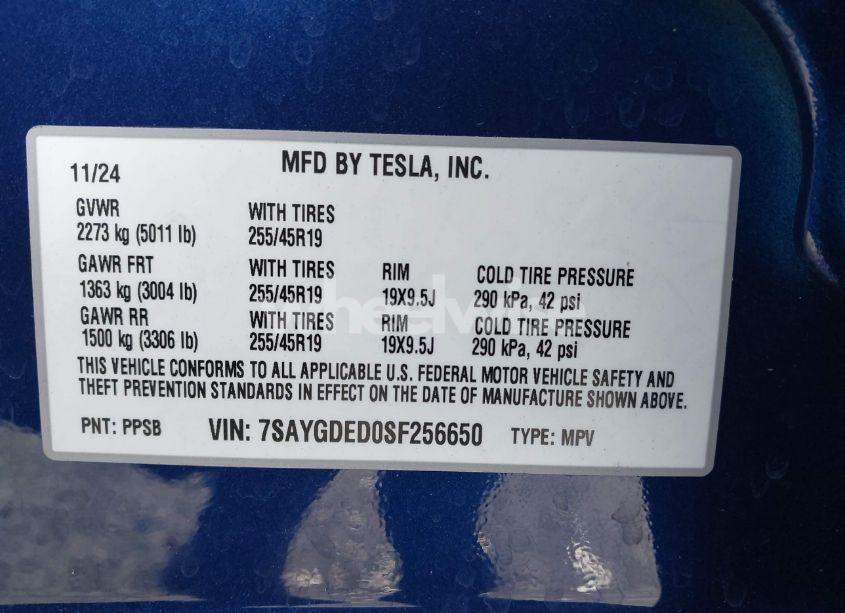 MFD BY TESLA, INC.
11/24
GVWR WITH TIRES
2273 kg (5011 lb) 255/45R19
GAWR FRT WITH TIRES RIM COLD TIRE PRESSURE
1363 kg (3004 lb) 255/45R19 19X9.5J 290 kPa, 42 psi
GAWR RR WITH TIRES RIM COLD TIRE PRESSURE
1500 kg (3306 lb) 255/45R19 19X9.5J 290 kPa, 42 psi
THIS VEHICLE CONFORMS TO ALL APPLICABLE U.S. FEDERAL MOTOR VEHICLE SAFETY AND
THEFT PREVENTION STANDARDS IN EFFECT ON THE DATE OF MANUFACTURE SHOWN ABOVE.
PNT: PPSB VIN: 7SAYGDED0SF256650 TYPE: MPV